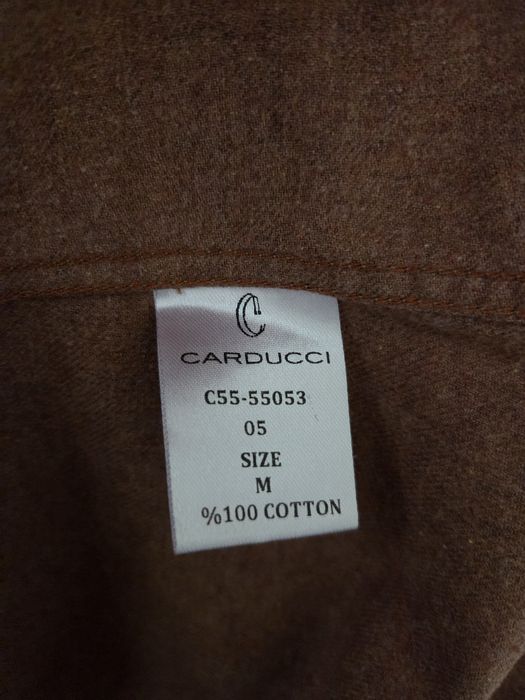 C
CARDUCCI
C55-55053
05
SIZE
M
%100 COTTON